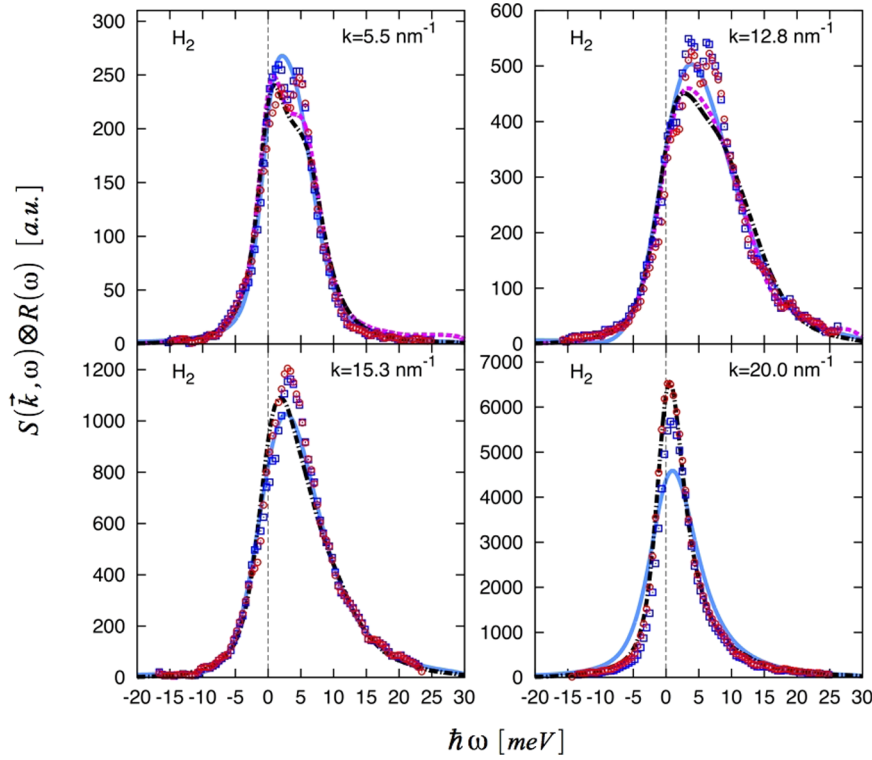 S(k⃗,ω)⊗R(ω) [a.u.]
300
250
200
150
100
50
0
H₂
k=5.5 nm⁻¹
600
500
400
300
200
100
0
H₂
k=12.8 nm⁻¹
1200
1000
800
600
400
200
0
H₂
k=15.3 nm⁻¹
-20 -15 -10 -5 0 5 10 15 20 25 30
7000
6000
5000
4000
3000
2000
1000
0
H₂
k=20.0 nm⁻¹
-20 -15 -10 -5 0 5 10 15 20 25 30
ħω [meV]